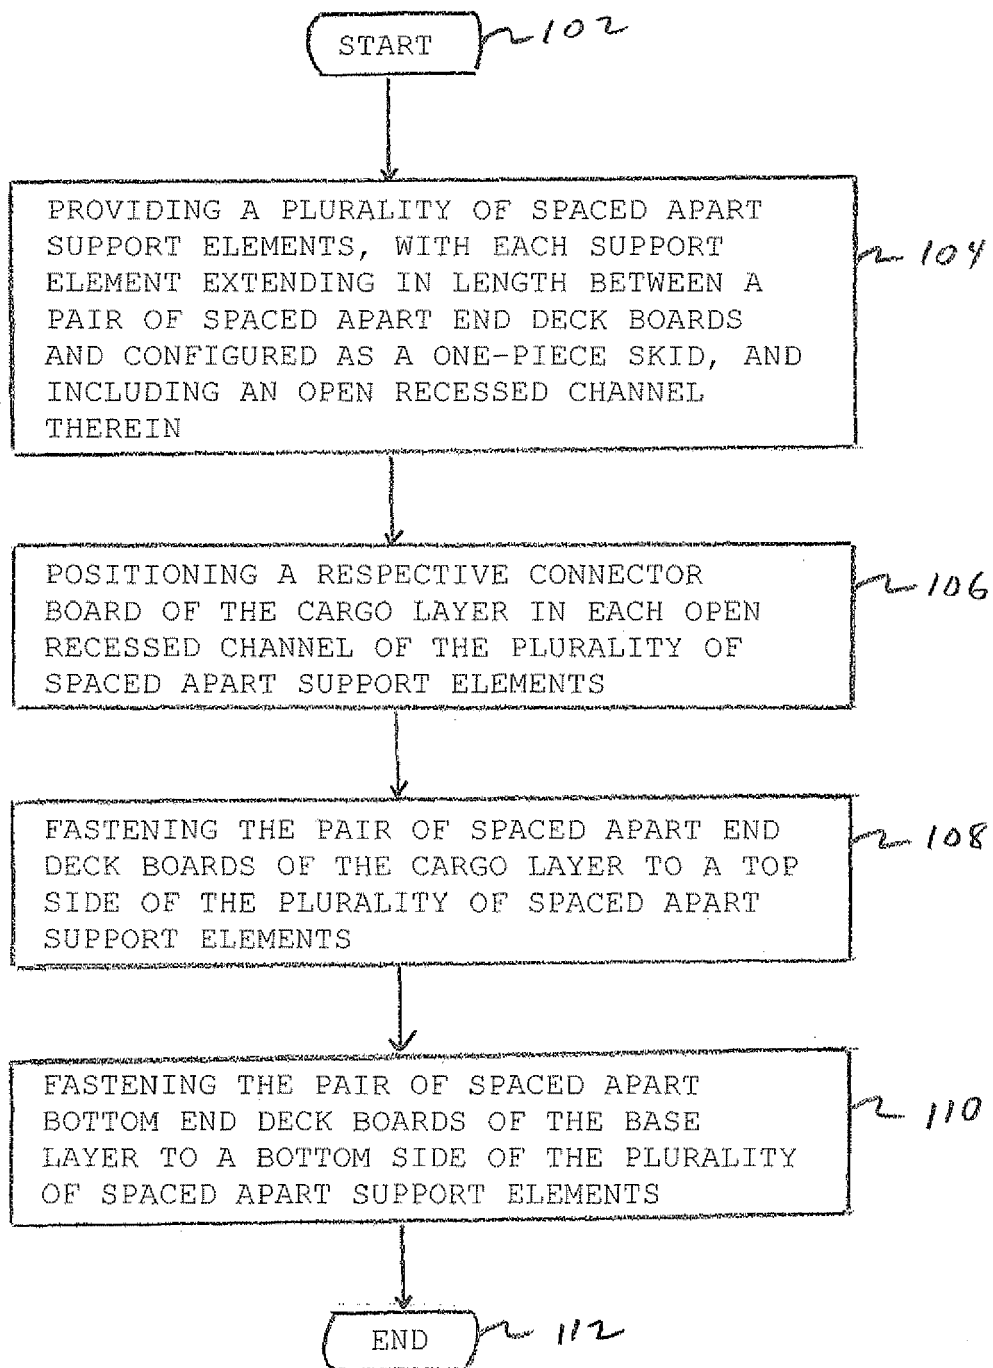 START 102
PROVIDING A PLURALITY OF SPACED APART
SUPPORT ELEMENTS, WITH EACH SUPPORT
ELEMENT EXTENDING IN LENGTH BETWEEN A
PAIR OF SPACED APART END DECK BOARDS
AND CONFIGURED AS A ONE-PIECE SKID, AND
INCLUDING AN OPEN RECESSED CHANNEL
THEREIN
104
POSITIONING A RESPECTIVE CONNECTOR
BOARD OF THE CARGO LAYER IN EACH OPEN
RECESSED CHANNEL OF THE PLURALITY OF
SPACED APART SUPPORT ELEMENTS
106
FASTENING THE PAIR OF SPACED APART END
DECK BOARDS OF THE CARGO LAYER TO A TOP
SIDE OF THE PLURALITY OF SPACED APART
SUPPORT ELEMENTS
108
FASTENING THE PAIR OF SPACED APART
BOTTOM END DECK BOARDS OF THE BASE
LAYER TO A BOTTOM SIDE OF THE PLURALITY
OF SPACED APART SUPPORT ELEMENTS
110
END 112